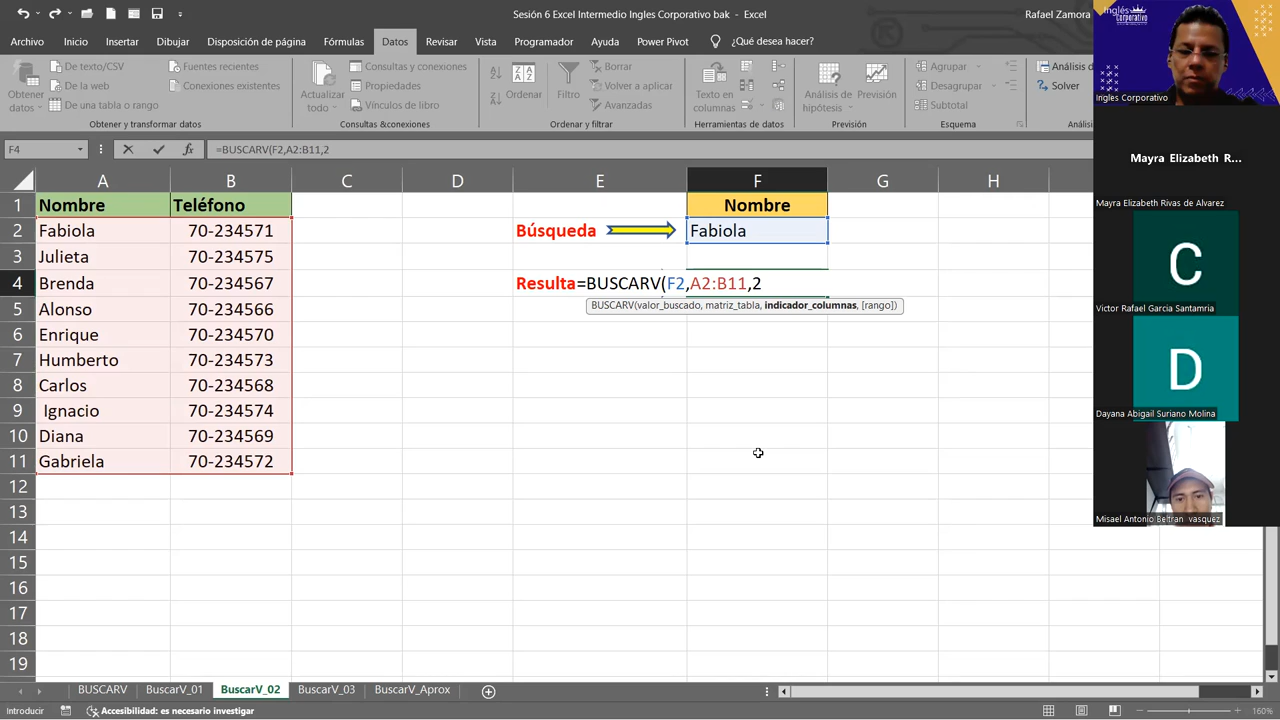 Sesión 6 Excel Intermedio Ingles Corporativo bak - Excel
Rafael Zamora
Archivo Inicio Insertar Dibujar Disposición de página Fórmulas Datos Revisar Vista Programador Ayuda Power Pivot ¿Qué desea hacer?
Obtener datos
De texto/CSV
De la web
De una tabla o rango
Fuentes recientes
Conexiones existentes
Obtener y transformar datos
Actualizar todo
Consultas y conexiones
Propiedades
Vínculos de libro
Consultas &conexiones
Ordenar
Filtro
Borrar
Volver a aplicar
Avanzadas
Ordenar y filtrar
Texto en columnas
Herramientas de datos
Análisis de hipótesis
Previsión
Previsión
Agrupar
Desagrupar
Subtotal
Esquema
Análisis d
Solver
Anális
F4 =BUSCARV(F2,A2:B11,2
A B C D E F G H
1 Nombre Teléfono Nombre
2 Fabiola 70-234571 Búsqueda Fabiola
3 Julieta 70-234575
4 Brenda 70-234567 Resulta=BUSCARV(F2,A2:B11,2
BUSCARV(valor_buscado, matriz_tabla, indicador_columnas, [rango])
5 Alonso 70-234566
6 Enrique 70-234570
7 Humberto 70-234573
8 Carlos 70-234568
9 Ignacio 70-234574
10 Diana 70-234569
11 Gabriela 70-234572
12
13
14
15
16
17
18
19
BUSCARV BuscarV_01 BuscarV_02 BuscarV_03 BuscarV_Aprox
Introducir Accesibilidad: es necesario investigar 160%
Inglés Corporativo
Ingles Corporativo
Mayra Elizabeth R...
Mayra Elizabeth Rivas de Alvarez
C
Victor Rafael Garcia Santamria
D
Dayana Abigail Suriano Molina
Misael Antonio Beltran vasquez